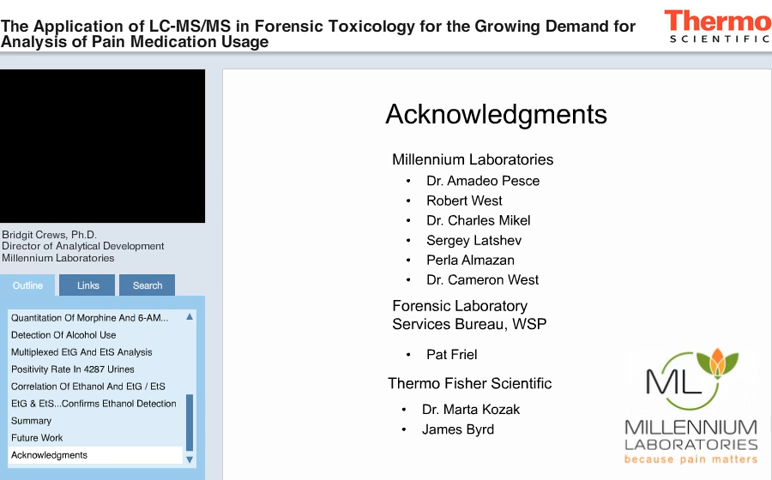 The Application of LC-MS/MS in Forensic Toxicology for the Growing Demand for
Analysis of Pain Medication Usage
Thermo
SCIENTIFIC
Bridgit Crews, Ph.D.
Director of Analytical Development
Millennium Laboratories
Outline
Links
Search
Quantitation Of Morphine And 6-AM...
Detection Of Alcohol Use
Multiplexed EtG And EtS Analysis
Positivity Rate In 4287 Urines
Correlation Of Ethanol And EtG / EtS
EtG & EtS...Confirms Ethanol Detection
Summary
Future Work
Acknowledgments
Acknowledgments
Millennium Laboratories
• Dr. Amadeo Pesce
• Robert West
• Dr. Charles Mikel
• Sergey Latshev
• Perla Almazan
• Dr. Cameron West
Forensic Laboratory
Services Bureau, WSP
• Pat Friel
Thermo Fisher Scientific
• Dr. Marta Kozak
• James Byrd
ML
MILLENNIUM
LABORATORIES
because pain matters